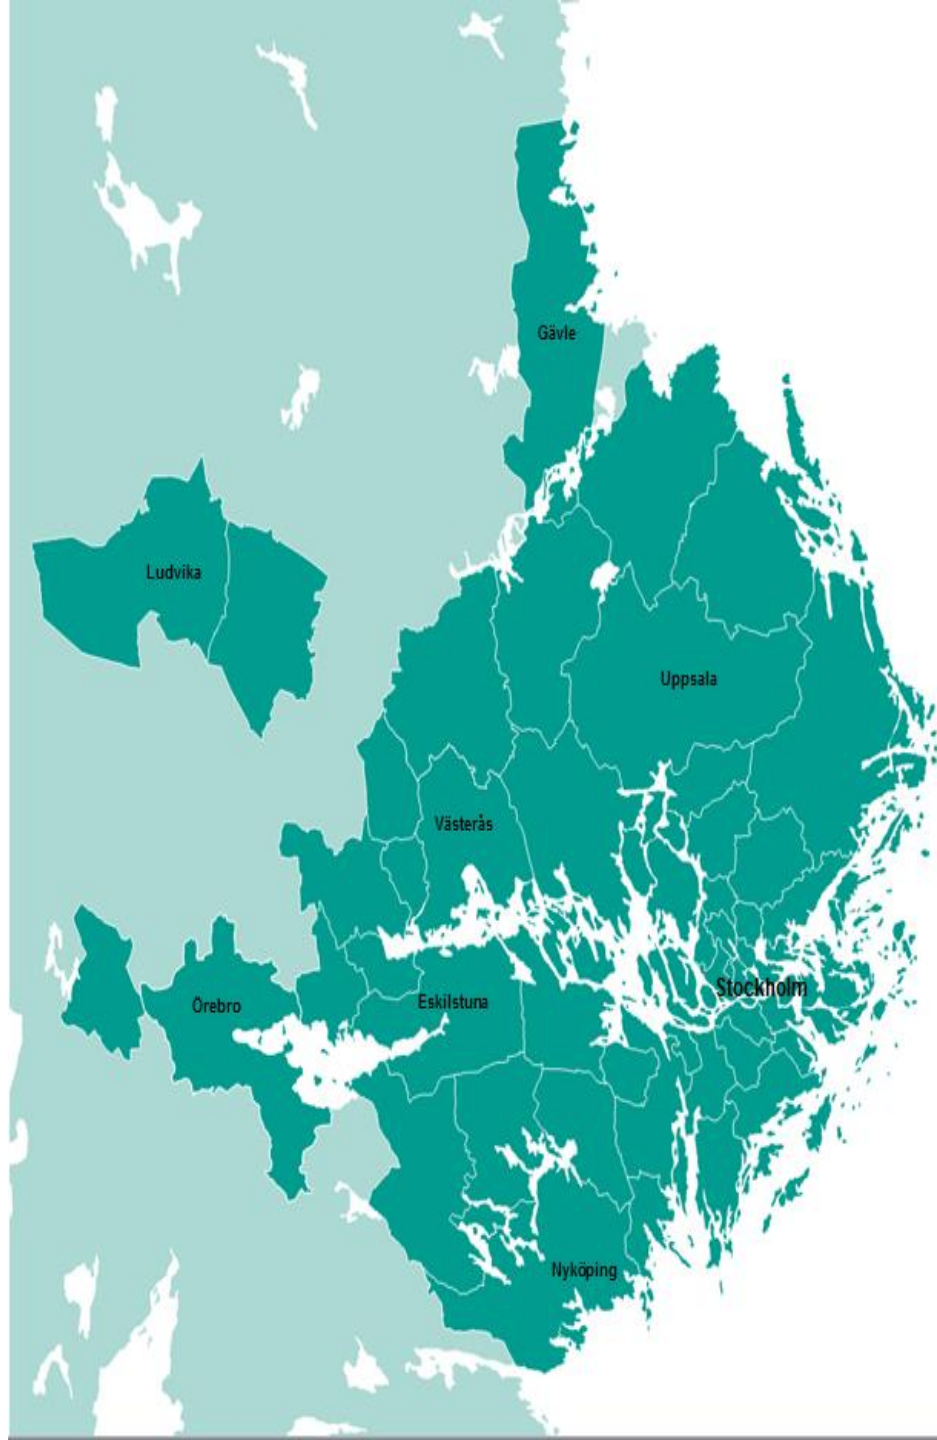 Gävle
Ludvika
Uppsala
Västerås
Stockholm
Örebro
Eskilstuna
Nyköping